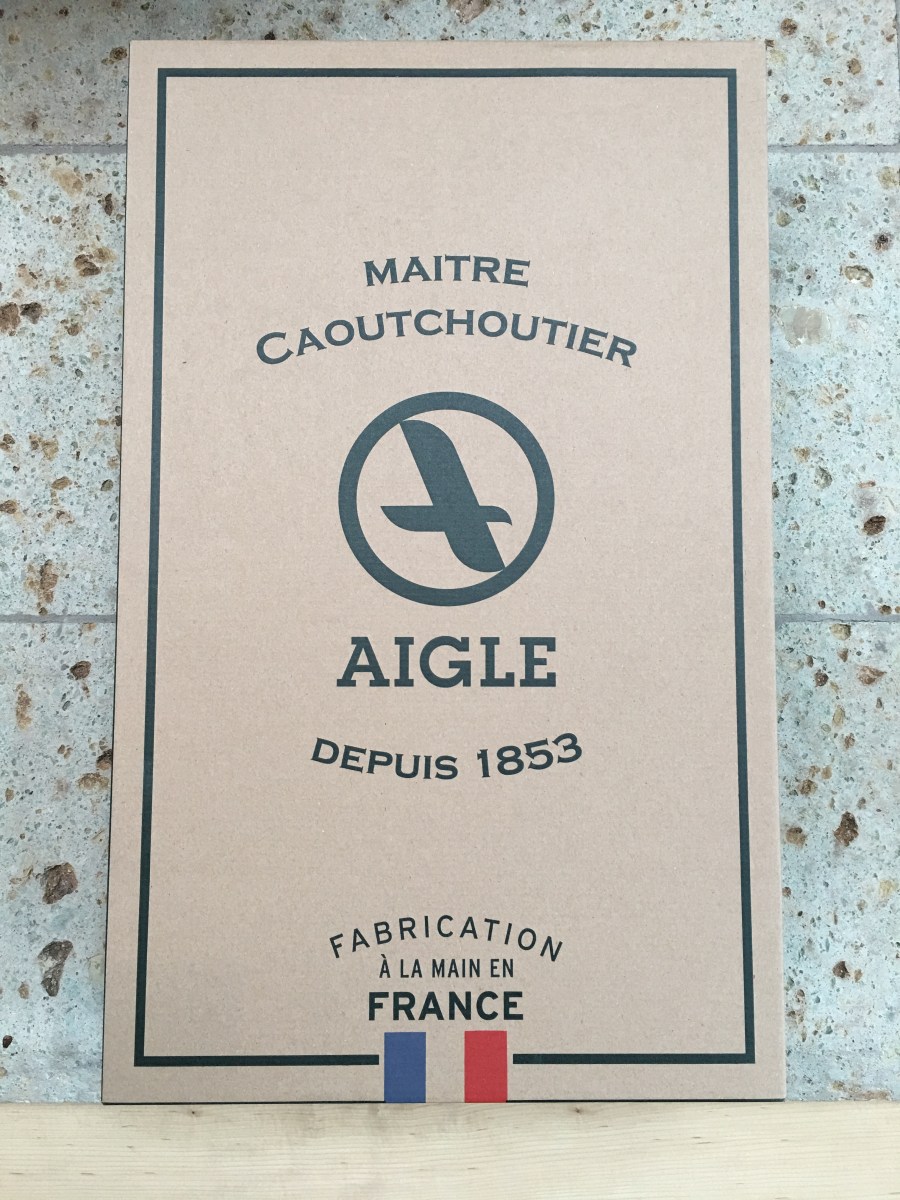 MAITRE
CAOUTCHOUTIER
AIGLE
DEPUIS 1853
FABRICATION
À LA MAIN EN
FRANCE